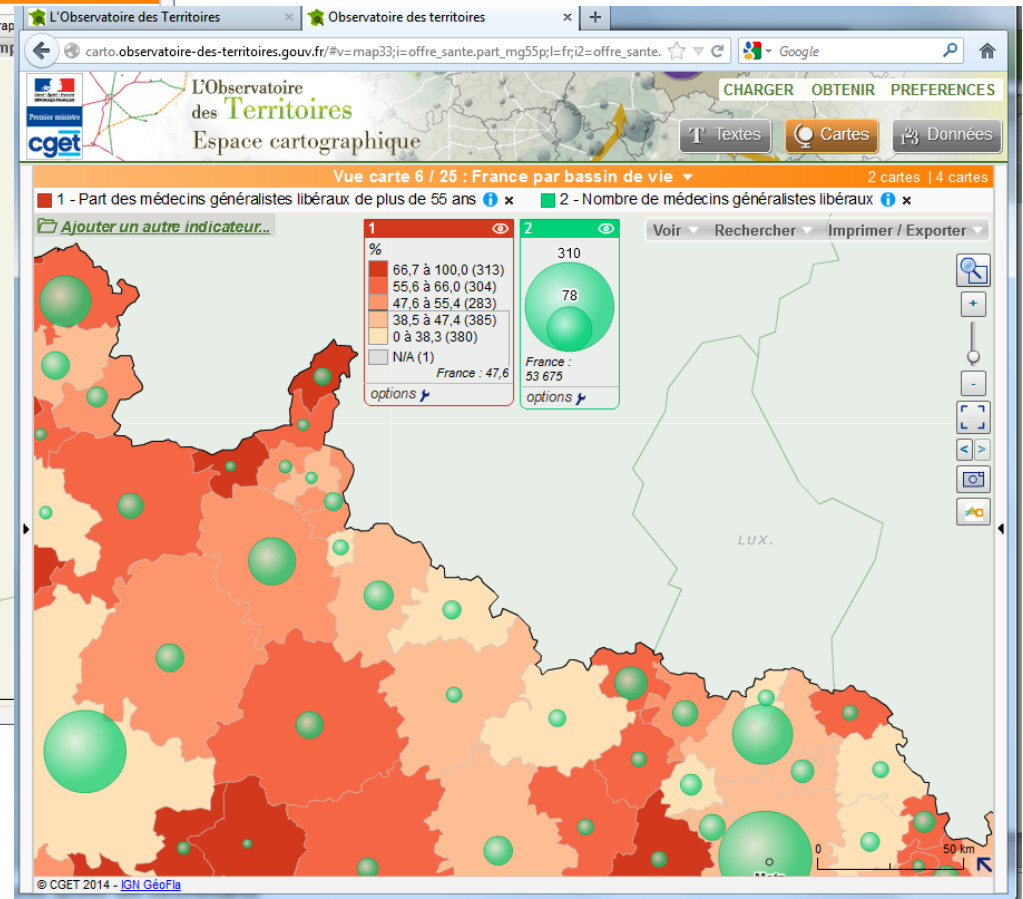 L'Observatoire des Territoires
Observatoire des territoires
carto.observatoire-des-territoires.gouv.fr/#v=map33;i=offre_sante.part_mg55p;l=fr;i2=offre_sante.
Google
Premier ministre
cget
L'Observatoire
des Territoires
Espace cartographique
CHARGER OBTENIR PREFERENCES
Textes
Cartes
Données
Vue carte 6 / 25 : France par bassin de vie
2 cartes | 4 cartes
1 - Part des médecins généralistes libéraux de plus de 55 ans
2 - Nombre de médecins généralistes libéraux
Ajouter un autre indicateur...
Voir Rechercher Imprimer / Exporter
1
%
66,7 à 100,0 (313)
55,6 à 66,0 (304)
47,6 à 55,4 (283)
38,5 à 47,4 (385)
0 à 38,3 (380)
N/A (1)
France : 47,6
options
2
310
78
France :
53 675
options
LUX.
0 50 km
© CGET 2014 - IGN GéoFla